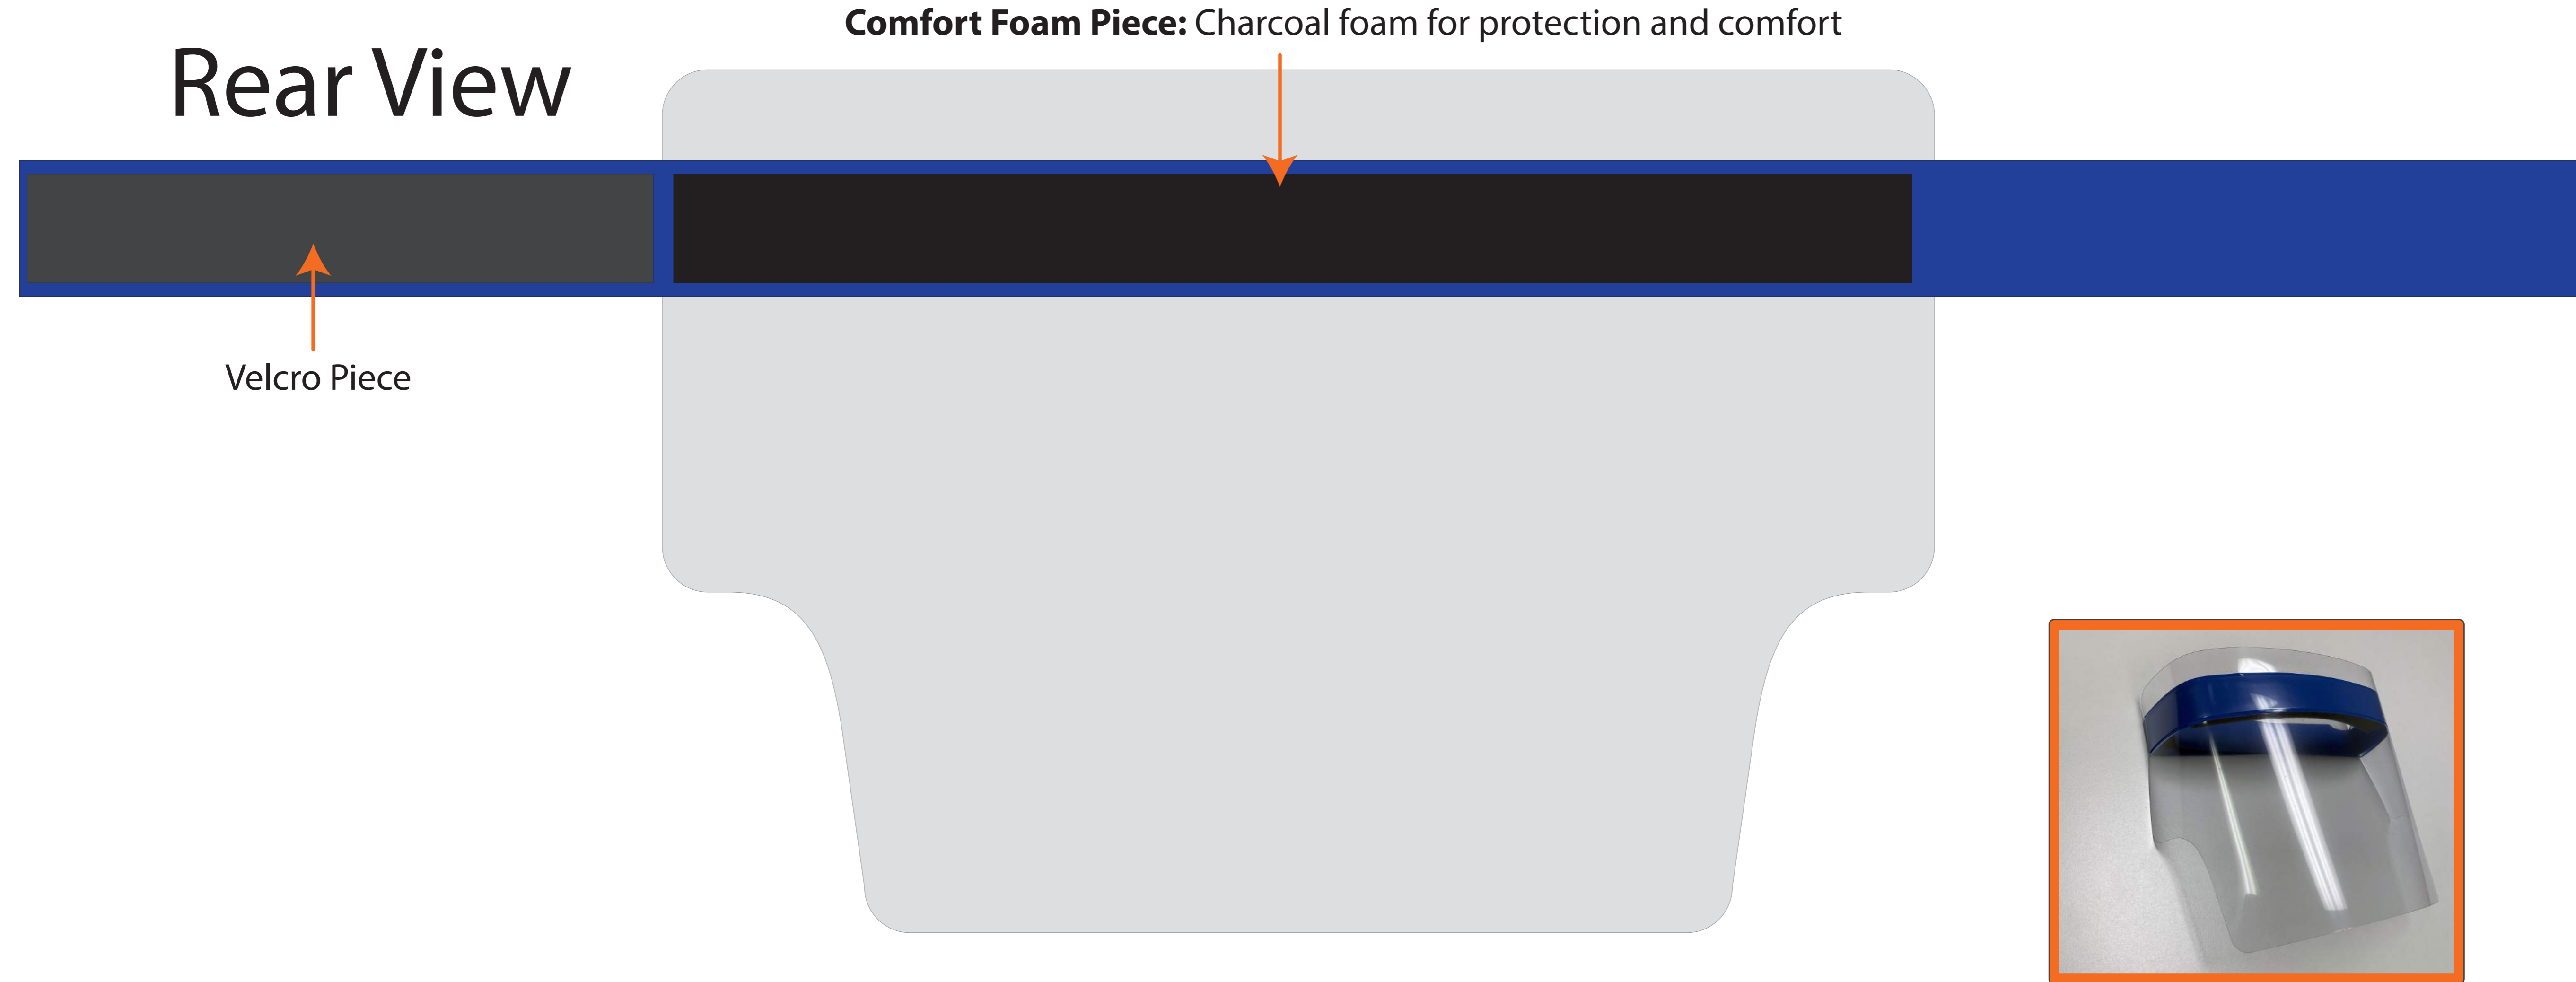 Comfort Foam Piece: Charcoal foam for protection and comfort
Rear View
Velcro Piece